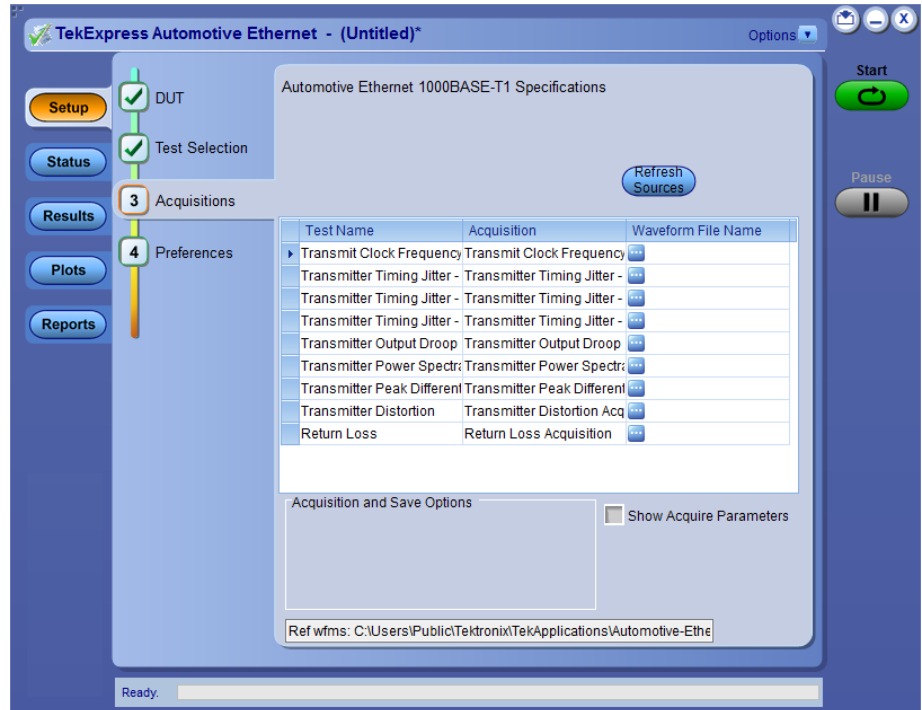 TekExpress Automotive Ethernet - (Untitled)*
Options
Start
Pause
Setup
Status
Results
Plots
Reports
DUT
Test Selection
3 Acquisitions
4 Preferences
Automotive Ethernet 1000BASE-T1 Specifications
Refresh
Sources
Test Name Acquisition Waveform File Name
Transmit Clock Frequency Transmit Clock Frequency
Transmitter Timing Jitter - Transmitter Timing Jitter -
Transmitter Timing Jitter - Transmitter Timing Jitter -
Transmitter Timing Jitter - Transmitter Timing Jitter -
Transmitter Output Droop Transmitter Output Droop
Transmitter Power Spectra Transmitter Power Spectra
Transmitter Peak Different Transmitter Peak Different
Transmitter Distortion Transmitter Distortion Acq
Return Loss Return Loss Acquisition
Acquisition and Save Options
Show Acquire Parameters
Ref wfms: C:\Users\Public\Tektronix\TekApplications\Automotive-Ethe
Ready.